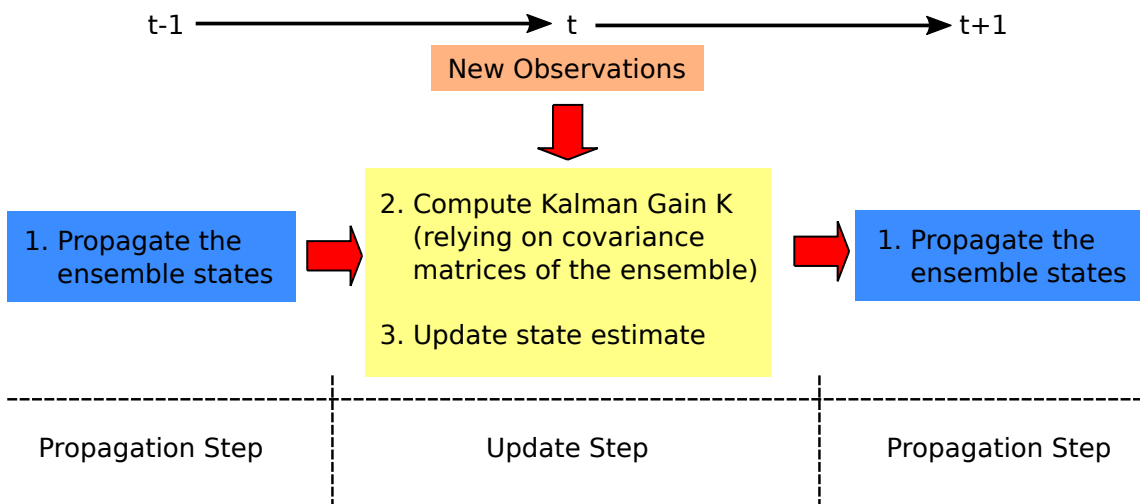 t-1 t t+1
New Observations
1. Propagate the
ensemble states
2. Compute Kalman Gain K
(relying on covariance
matrices of the ensemble)
3. Update state estimate
1. Propagate the
ensemble states
Propagation Step Update Step Propagation Step